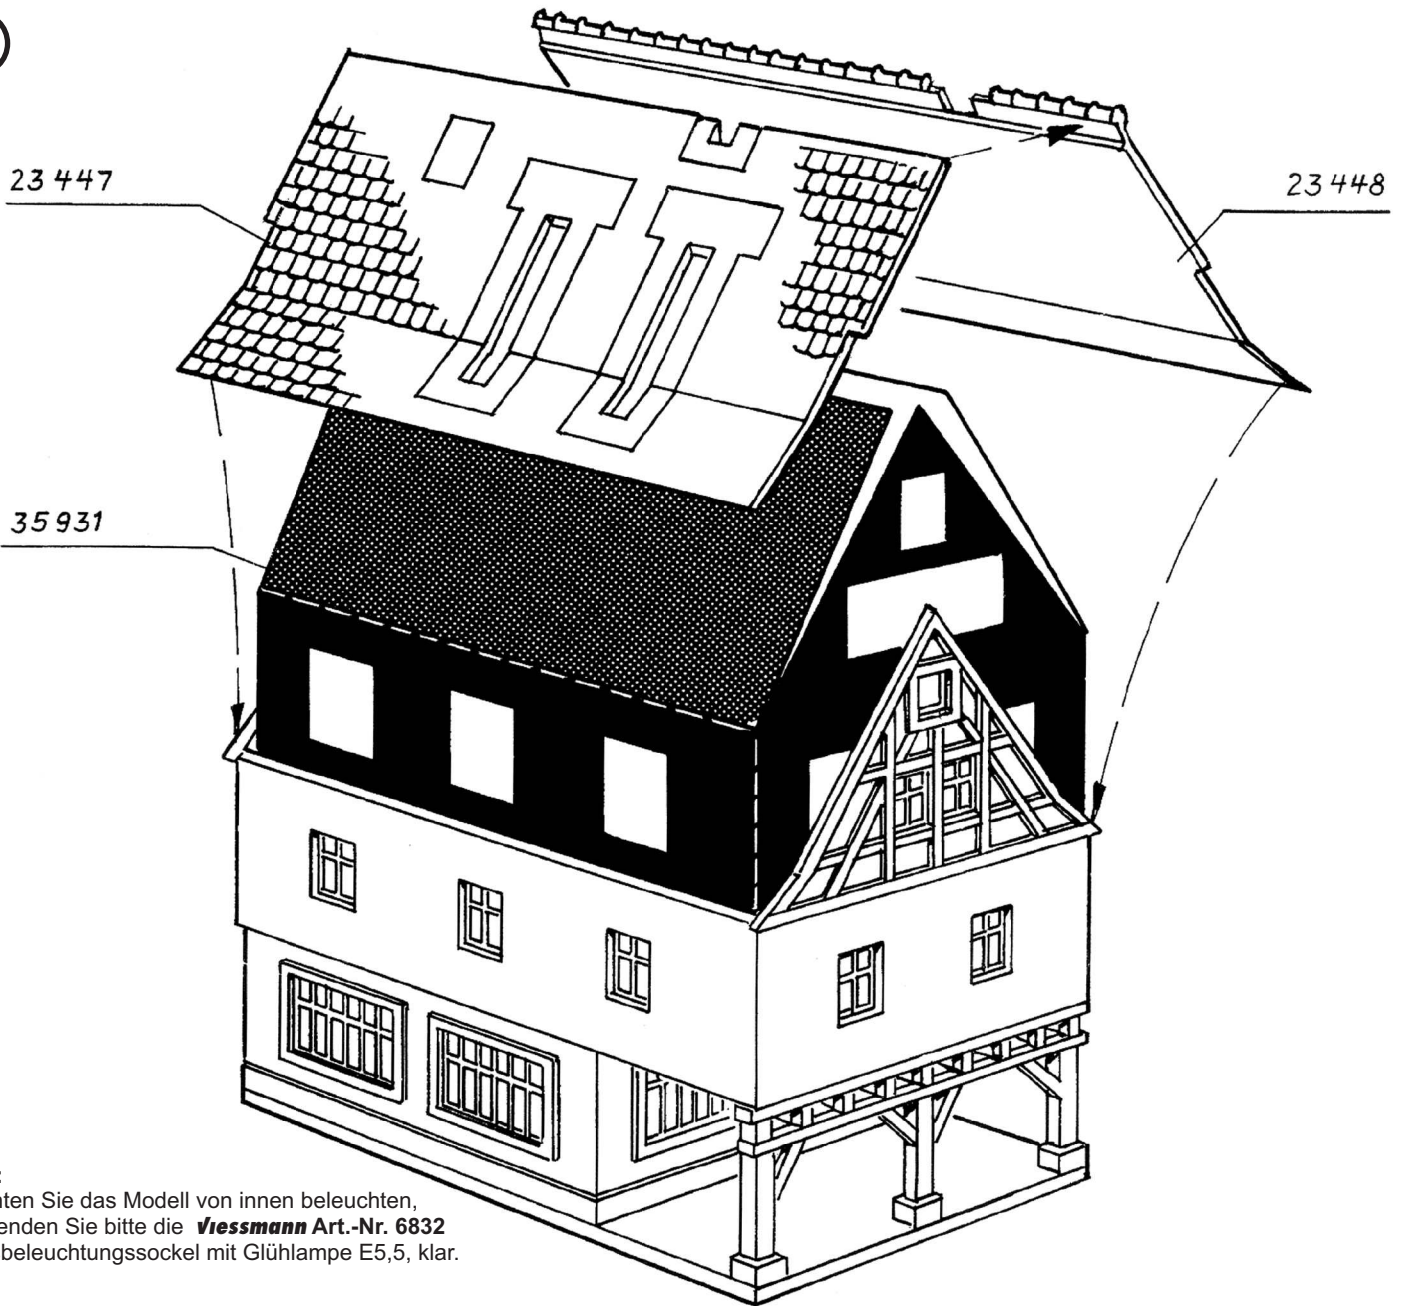 23 447
23 448
35 931
:
ten Sie das Modell von innen beleuchten,
enden Sie bitte die Viessmann Art.-Nr. 6832
beleuchtungssockel mit Glühlampe E5,5, klar.